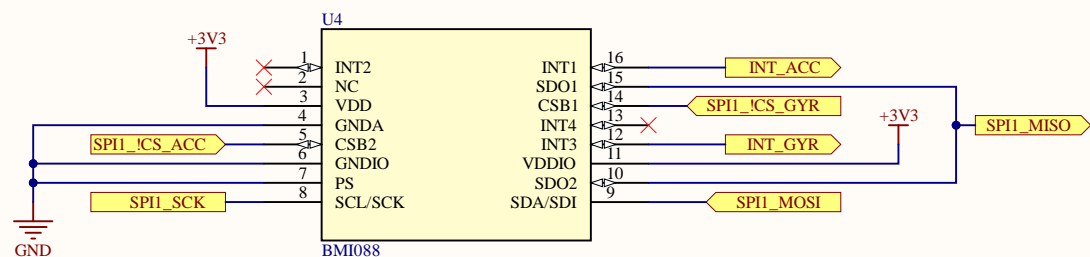 U4
+3V3
1 INT2 INT1 16 INT_ACC
2 NC SDO1 15
3 VDD CSB1 14 SPI1_!CS_GYR
4 GNDA INT4 13 +3V3 SPI1_MISO
SPI1_!CS_ACC 5 CSB2 INT3 12 INT_GYR
6 GNDIO VDDIO 11
7 PS SDO2 10
SPI1_SCK 8 SCL/SCK SDA/SDI 9 SPI1_MOSI
GND
BMI088